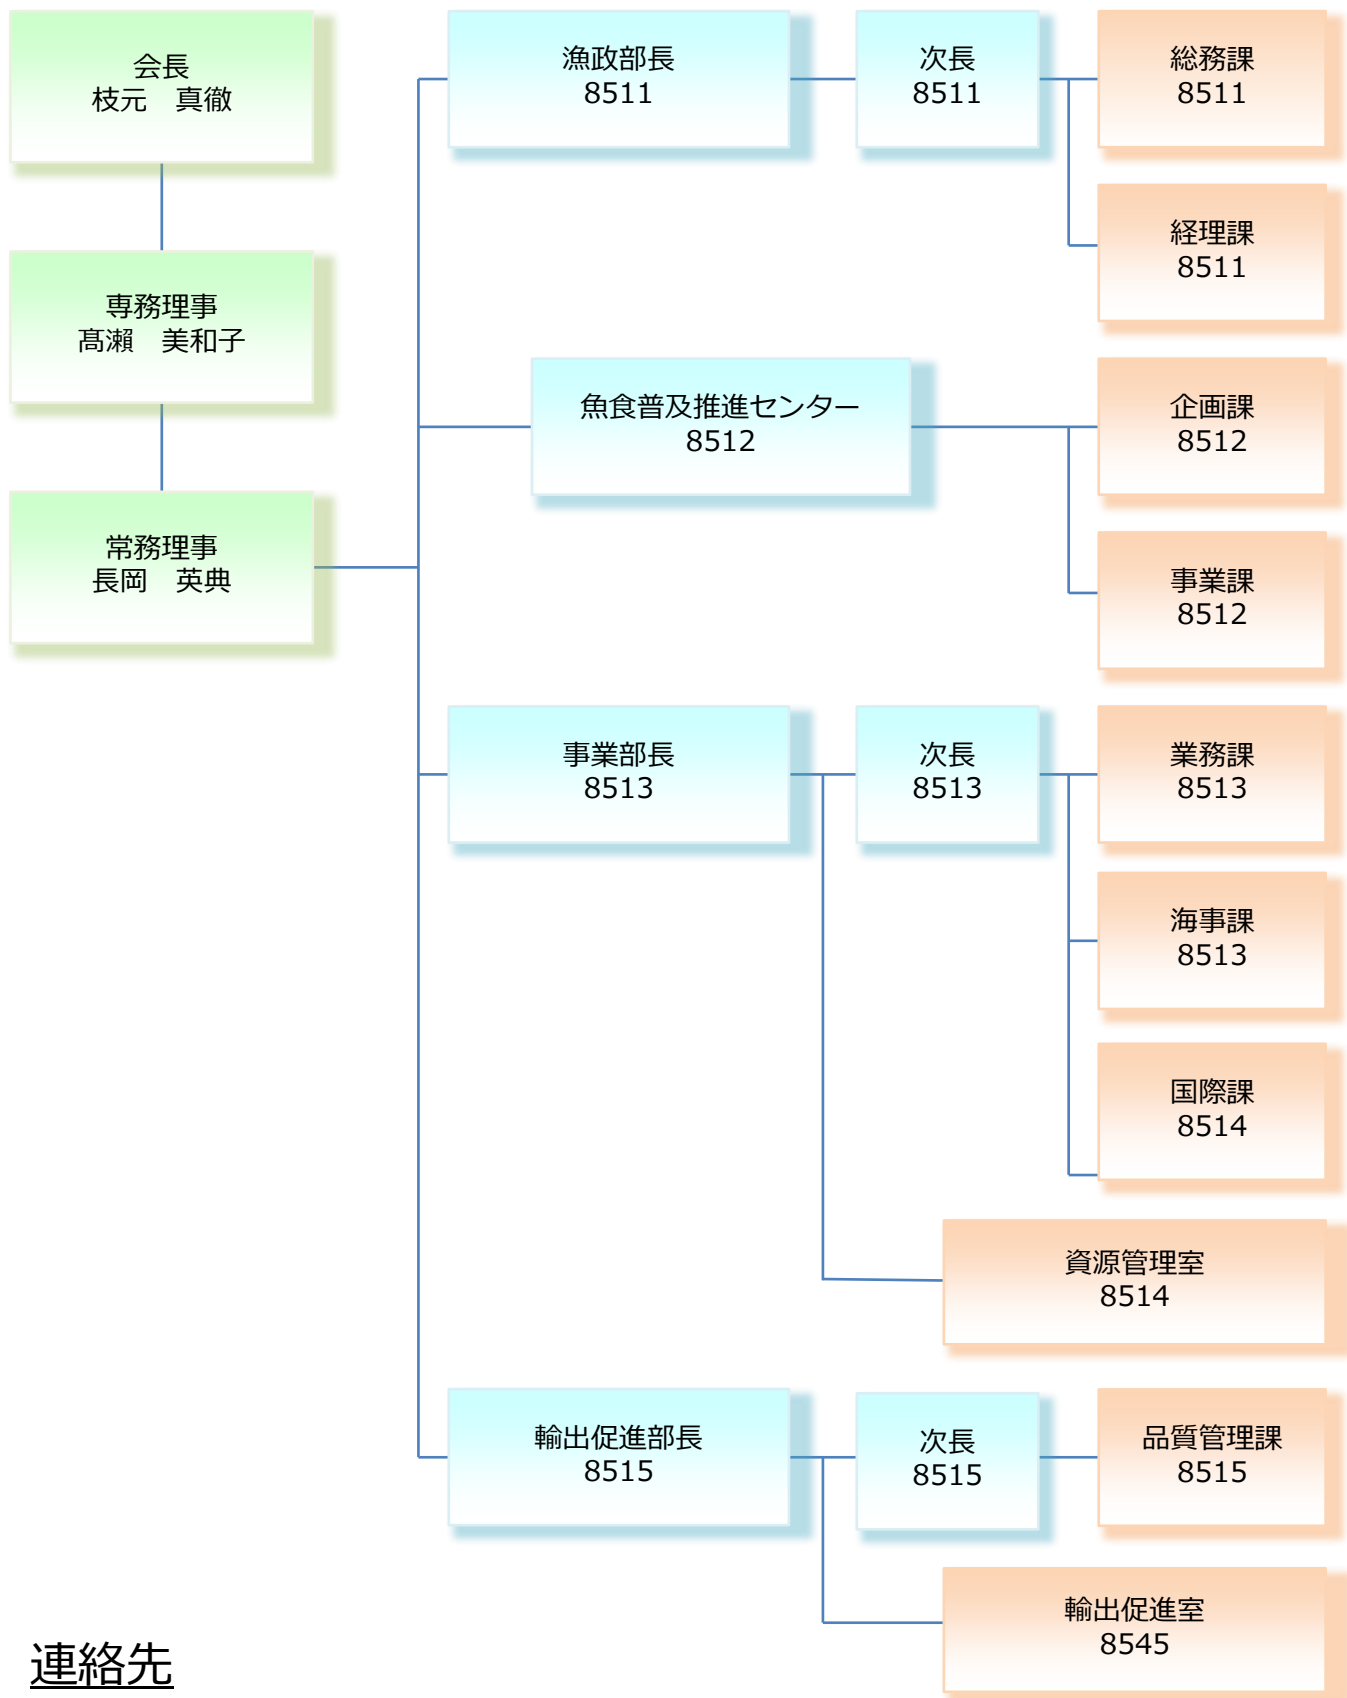 会長
枝元　真徹
専務理事
髙瀨　美和子
常務理事
長岡　英典
漁政部長
8511
次長
8511
総務課
8511
経理課
8511
魚食普及推進センター
8512
企画課
8512
事業課
8512
事業部長
8513
次長
8513
業務課
8513
海事課
8513
国際課
8514
資源管理室
8514
輸出促進部長
8515
次長
8515
品質管理課
8515
輸出促進室
8545
連絡先